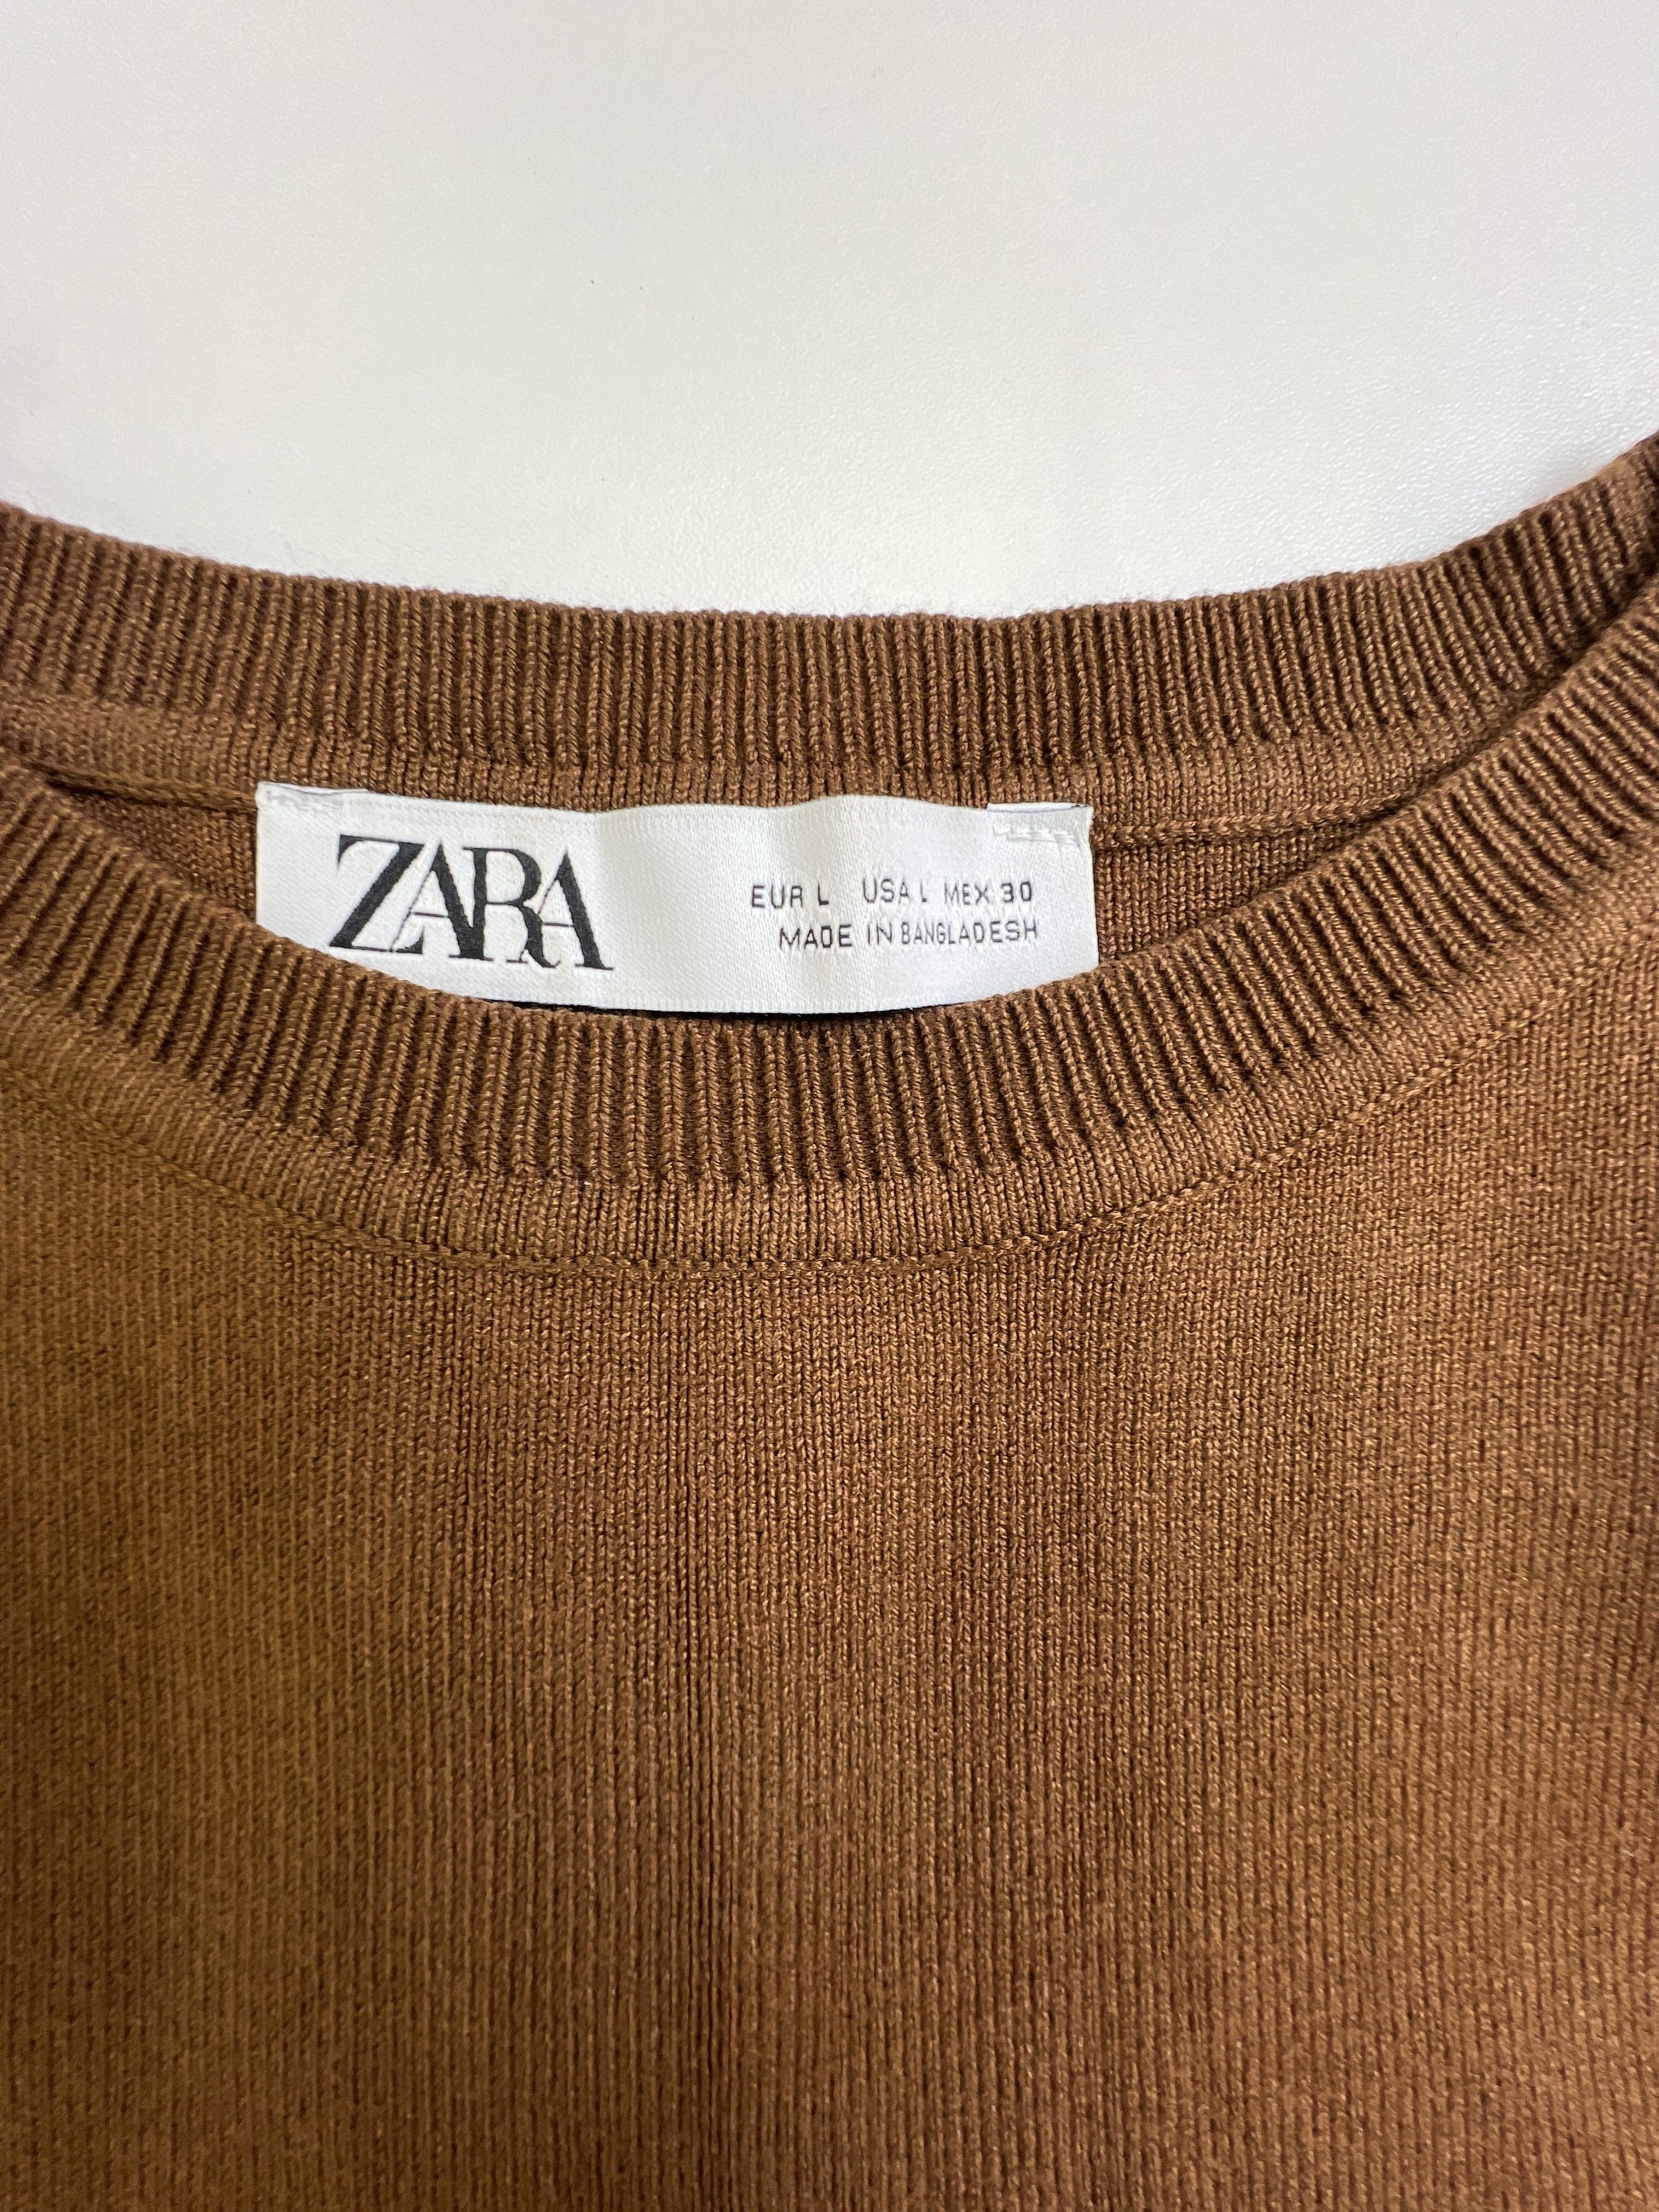 ZARA
EUR L USA L MEX 30
MADE IN BANGLADESH